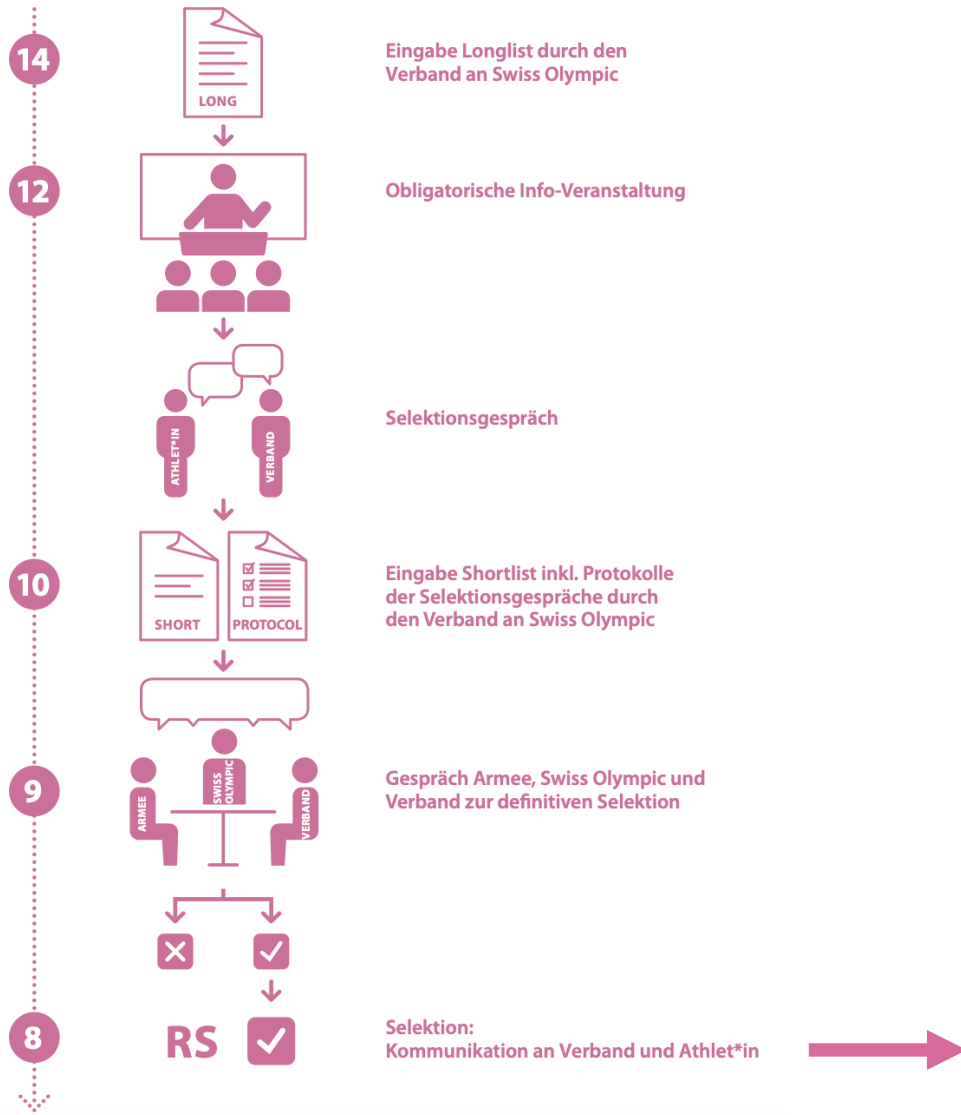 14
LONG
Eingabe Longlist durch den
Verband an Swiss Olympic
12
Obligatorische Info-Veranstaltung
ATHLET*IN
VERBAND
Selektionsgespräch
10
SHORT
PROTOCOL
Eingabe Shortlist inkl. Protokolle
der Selektionsgespräche durch
den Verband an Swiss Olympic
9
ARMEE
SWISS
OLYMPIC
VERBAND
Gespräch Armee, Swiss Olympic und
Verband zur definitiven Selektion
8
RS
Selektion:
Kommunikation an Verband und Athlet*in